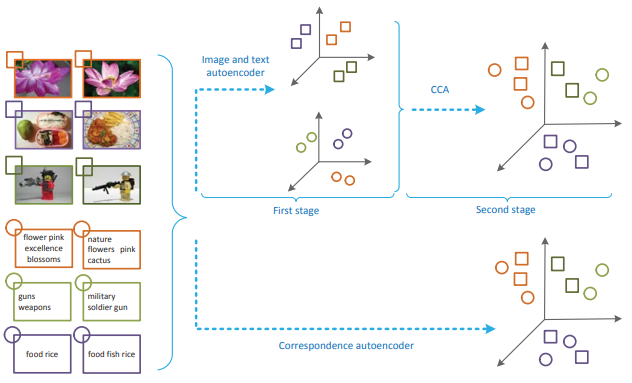 Image and text
autoencoder
CCA
First stage
Second stage
flower pink
excellence
blossoms
nature
flowers pink
cactus
guns
weapons
military
soldier gun
food rice
food fish rice
Correspondence autoencoder